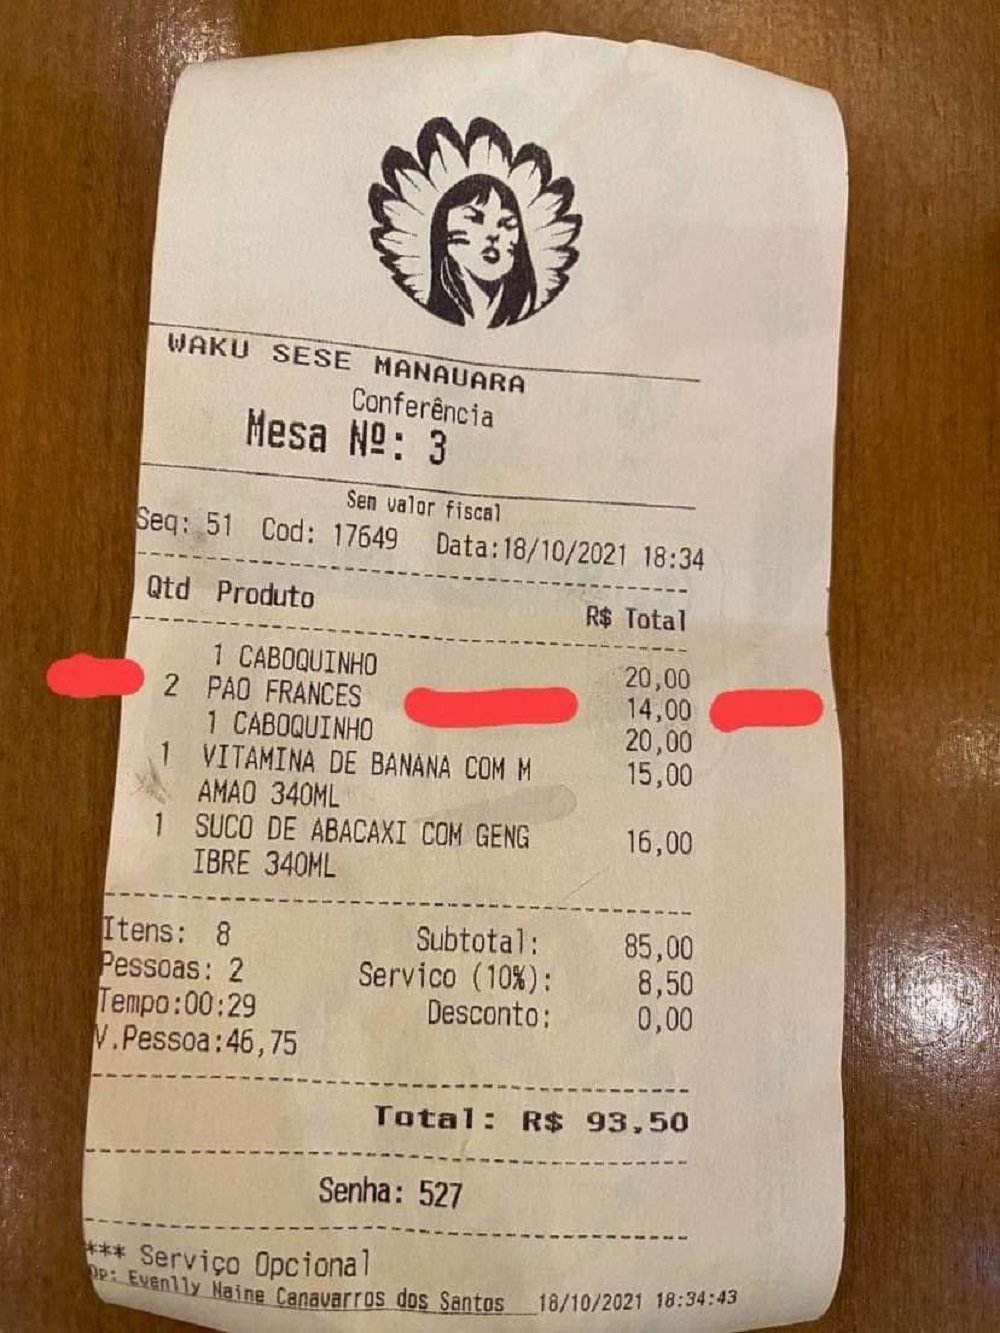 WAKU SESE MANAUARA
Conferência
Mesa Nº: 3
Sem valor fiscal
Seq: 51 Cod: 17649 Data:18/10/2021 18:34
Qtd Produto R$ Total
1 CABOQUINHO 20,00
2 PAO FRANCES 14,00
1 CABOQUINHO 20,00
1 VITAMINA DE BANANA COM M 15,00
AMAO 340ML
1 SUCO DE ABACAXI COM GENG 16,00
IBRE 340ML
Itens: 8 Subtotal: 85,00
Pessoas: 2 Servico (10%): 8,50
Tempo:00:29 Desconto: 0,00
V.Pessoa:46,75
Total: R$ 93,50
Senha: 527
*** Serviço Opcional
Op: Evenlly Naine Canavarros dos Santos 18/10/2021 18:34:43